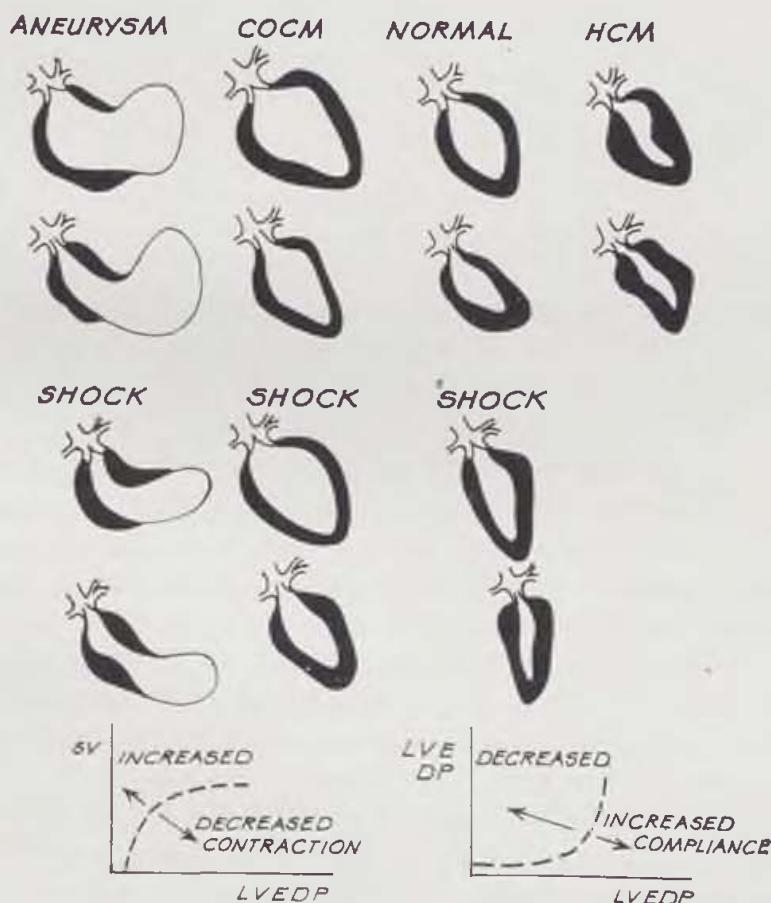 ANEURYSM COCM NORMAL HCM
SHOCK SHOCK SHOCK
SV INCREASED
DECREASED
CONTRACTION
LVEDP
LVE
DP
DECREASED
INCREASED
COMPLIANCE
LVEDP